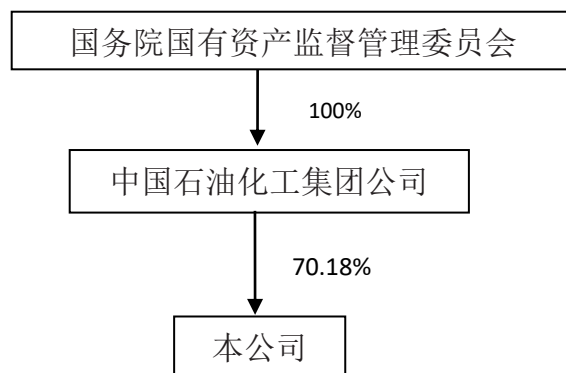 国务院国有资产监督管理委员会
100%
中国石油化工集团公司
70.18%
本公司